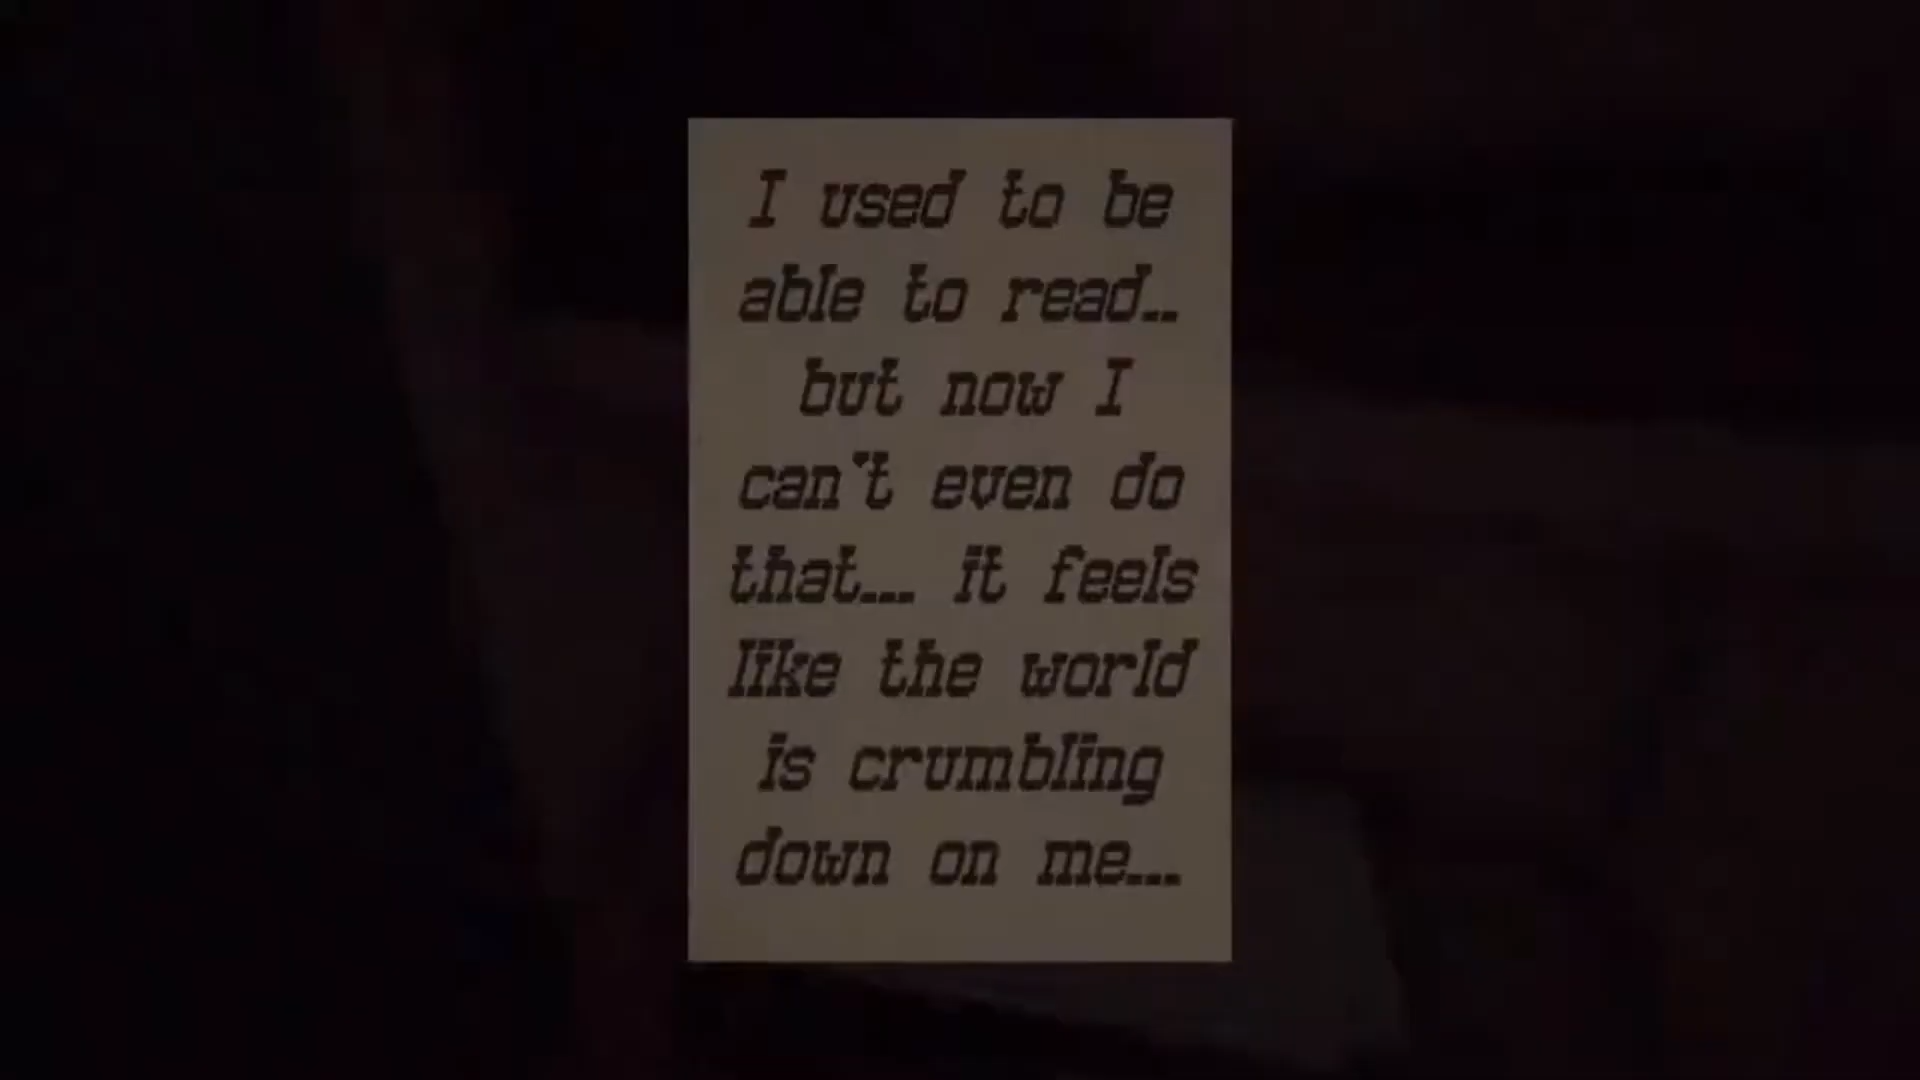 I used to be
able to read..
but now I
can't even do
that... it feels
like the world
is crumbling
down on me...